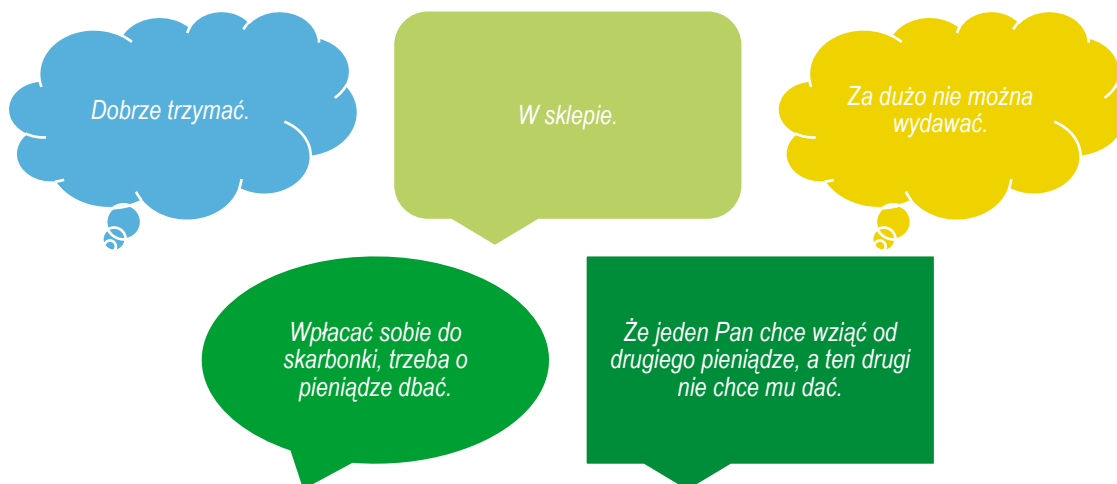 Dobrze trzymać.
W sklepie.
Za dużo nie można
wydawać.
Wpłacać sobie do
skarbonki, trzeba o
pieniądze dbać.
Że jeden Pan chce wziąć od
drugiego pieniądze, a ten drugi
nie chce mu dać.